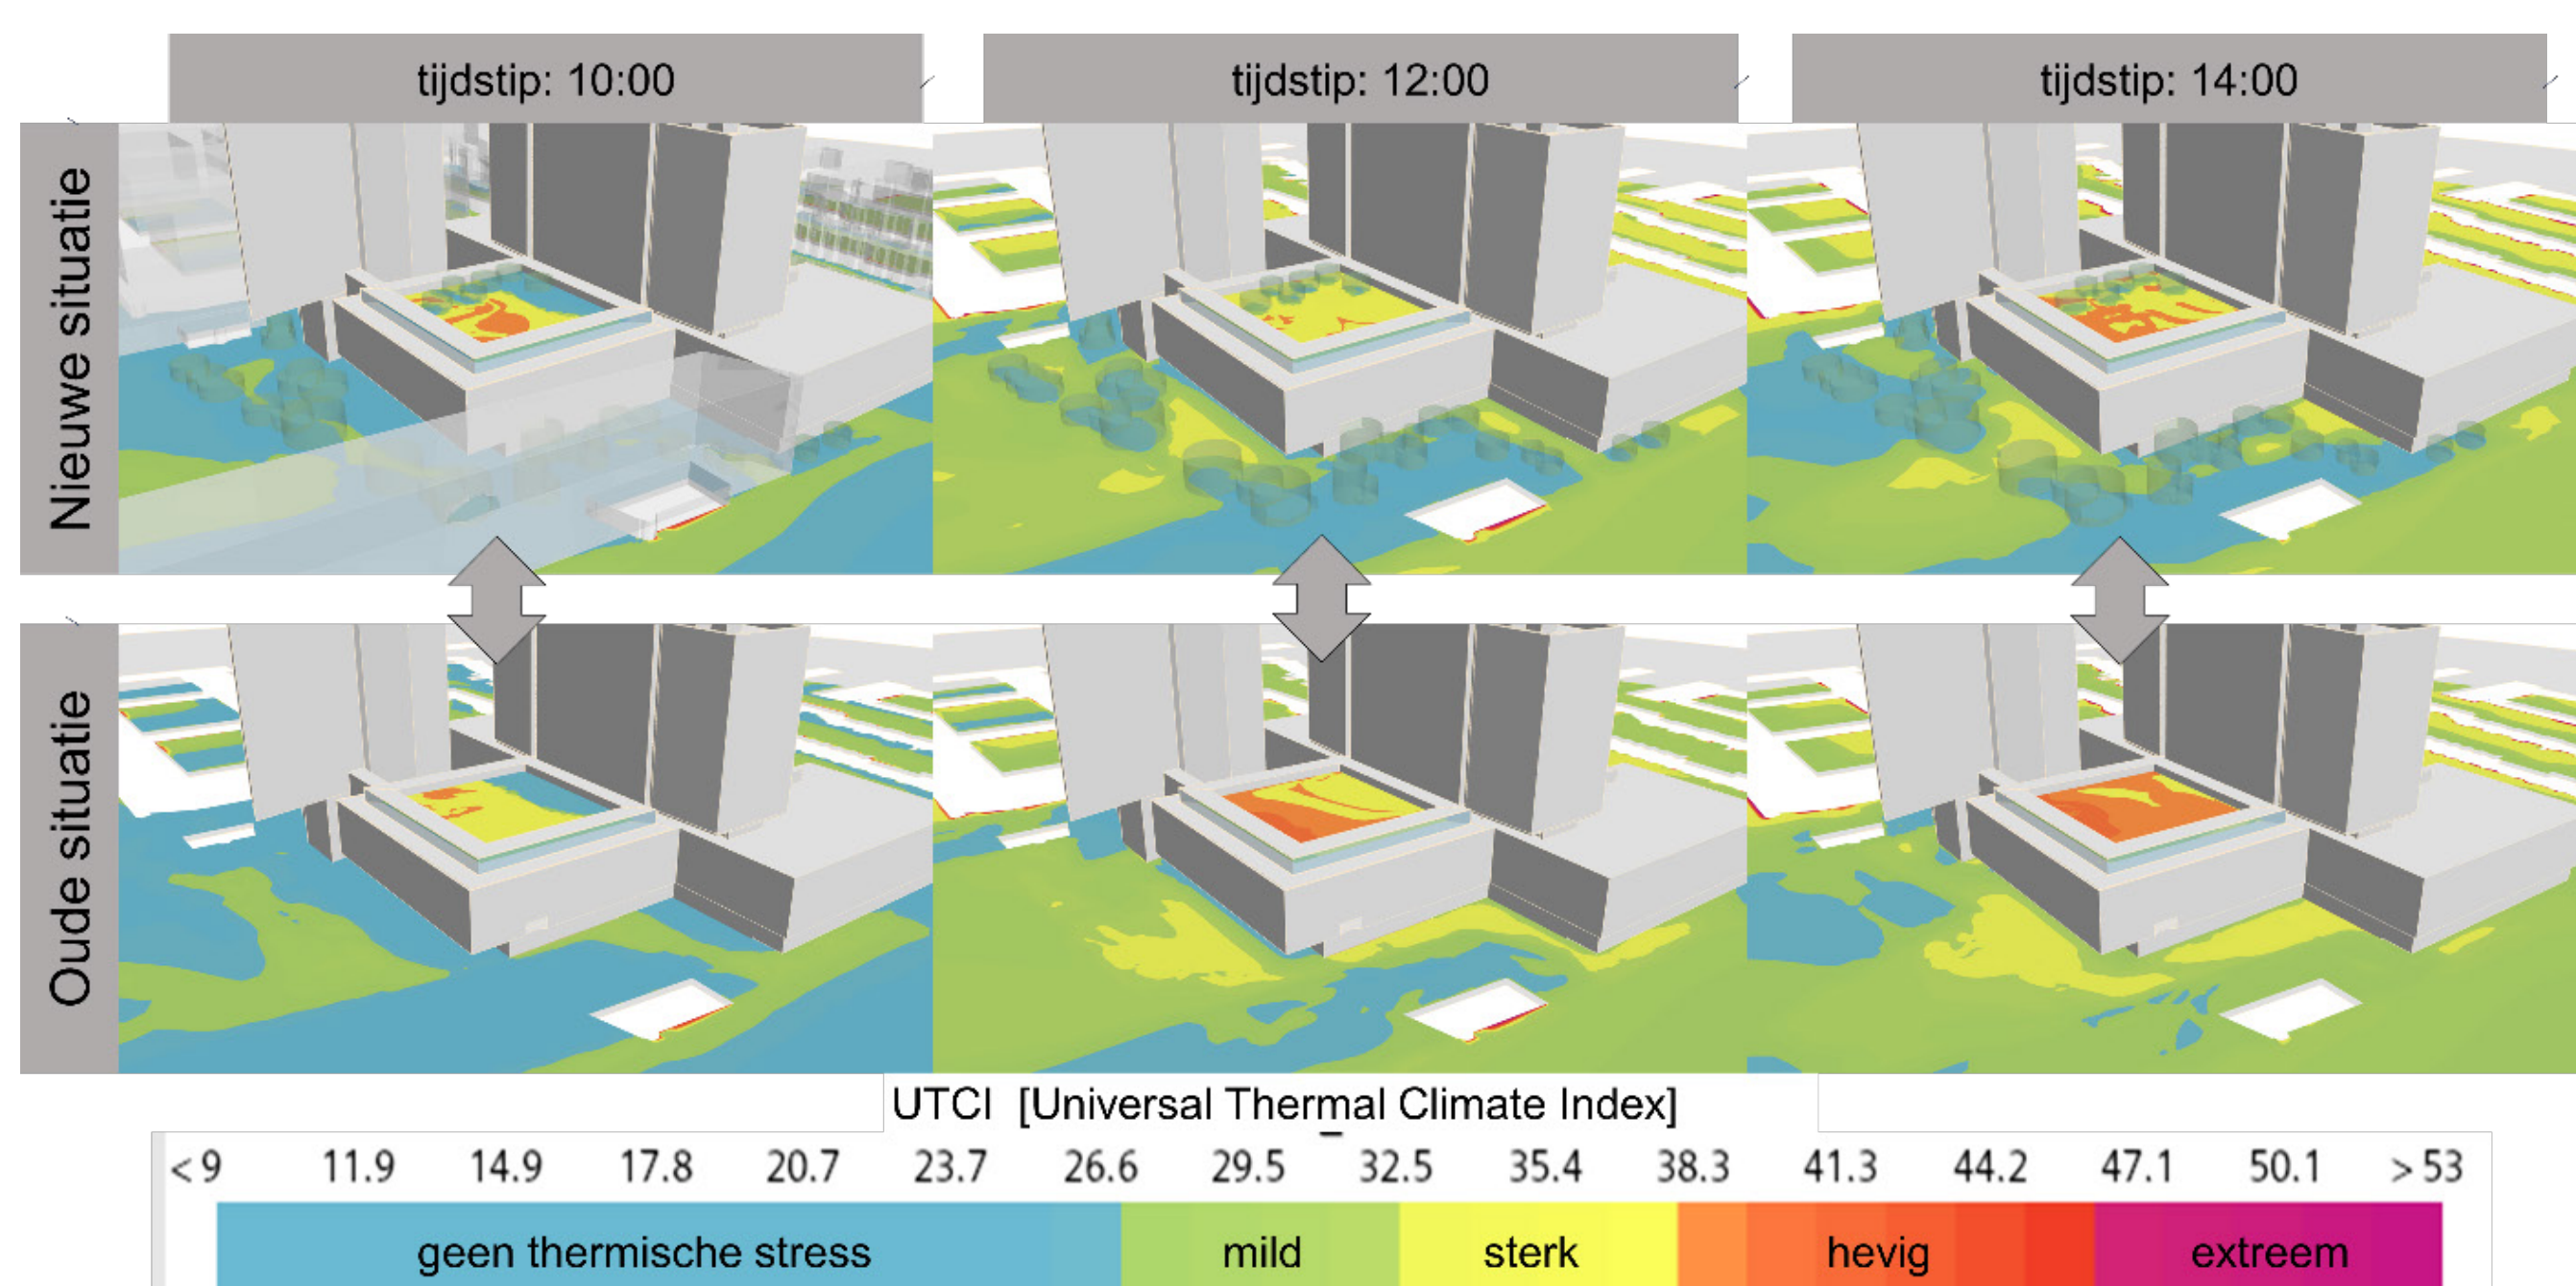 tijdstip: 10:00
tijdstip: 12:00
tijdstip: 14:00
Nieuwe situatie
Oude situatie
UTCI [Universal Thermal Climate Index]
< 9 11.9 14.9 17.8 20.7 23.7 26.6 29.5 32.5 35.4 38.3 41.3 44.2 47.1 50.1 > 53
geen thermische stress mild sterk hevig extreem